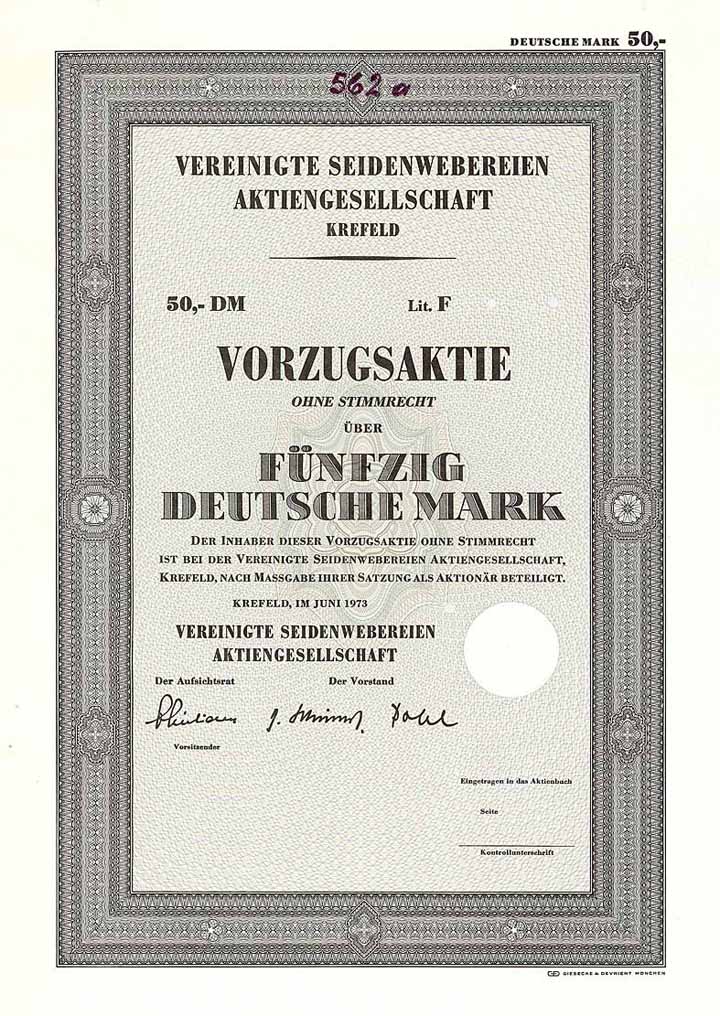 DEUTSCHE MARK 50,-
562 a
VEREINIGTE SEIDENWEBEREIEN
AKTIENGESELLSCHAFT
KREFELD
50,- DM Lit. F
VORZUGSAKTIE
OHNE STIMMRECHT
ÜBER
FÜNFZIG
DEUTSCHE MARK
DER INHABER DIESER VORZUGSAKTIE OHNE STIMMRECHT
IST BEI DER VEREINIGTE SEIDENWEBEREIEN AKTIENGESELLSCHAFT,
KREFELD, NACH MASSGABE IHRER SATZUNG ALS AKTIONÄR BETEILIGT.
KREFELD, IM JUNI 1973
VEREINIGTE SEIDENWEBEREIEN
AKTIENGESELLSCHAFT
Der Aufsichtsrat Der Vorstand
Vorsitzender
Eingetragen in das Aktienbuch
Seite
Kontrollunterschrift
GD GIESECKE & DEVRIENT MÜNCHEN